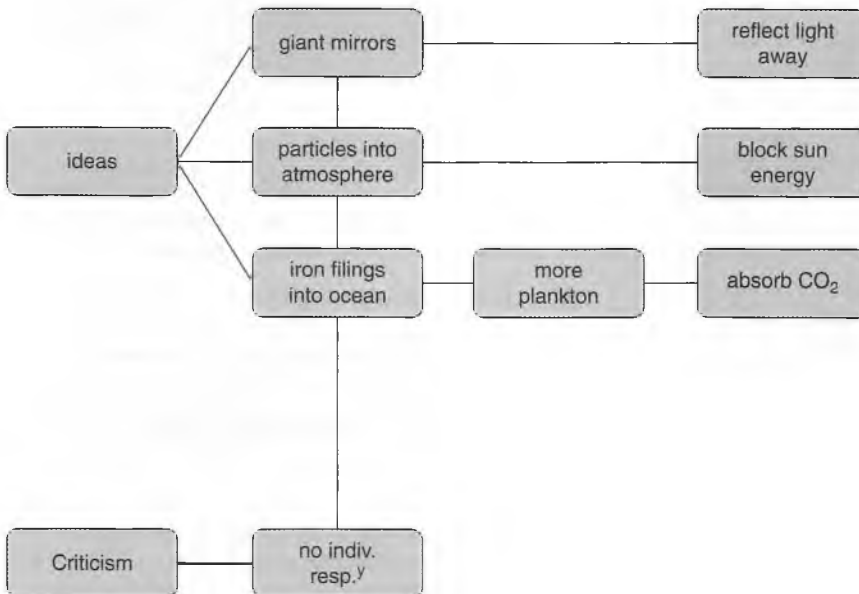 giant mirrors
reflect light
away
ideas
particles into
atmosphere
block sun
energy
iron filings
into ocean
more
plankton
absorb CO₂
Criticism
no indiv.
resp.ʸ